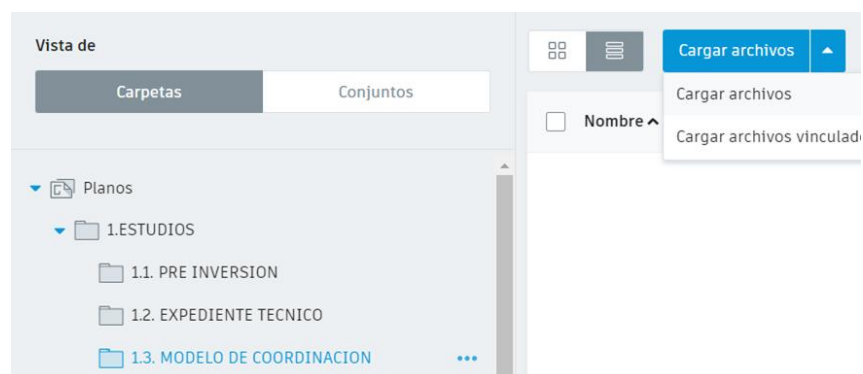 Vista de
Carpetas
Conjuntos
Planos
1.ESTUDIOS
1.1. PRE INVERSION
1.2. EXPEDIENTE TECNICO
1.3. MODELO DE COORDINACION
Cargar archivos
Cargar archivos
Cargar archivos vinculado
Nombre